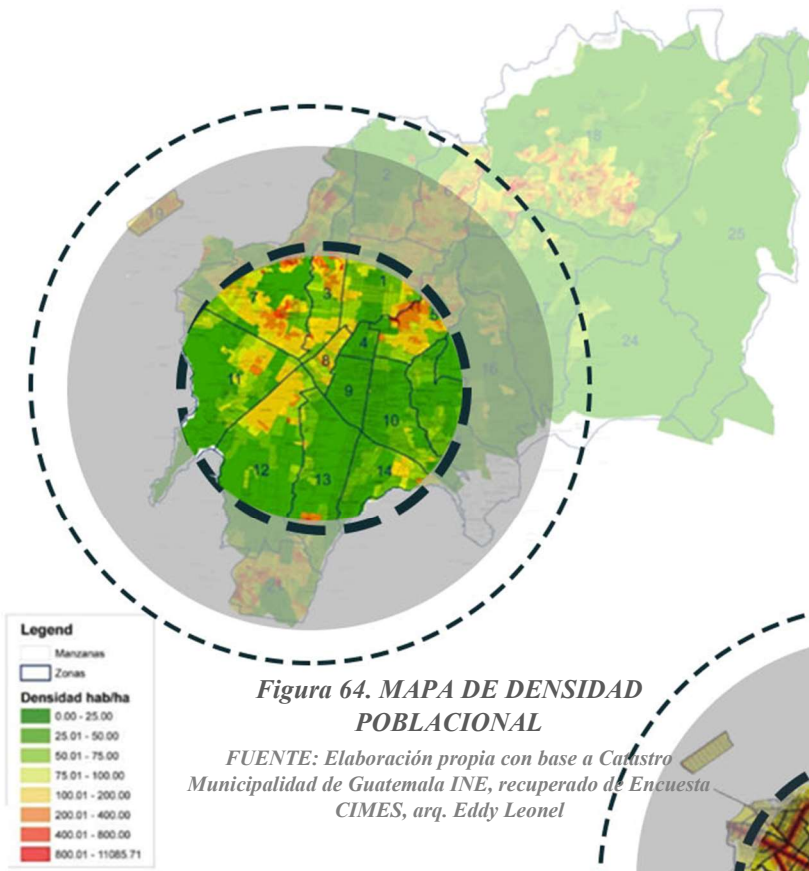 18
2
19
25
1
7
3
5
4
24
8
16
11
9
10
12
13
14
Legend
Manzanas
Zonas
Densidad hab/ha
0.00 - 25.00
25.01 - 50.00
50.01 - 75.00
75.01 - 100.00
100.01 - 200.00
200.01 - 400.00
400.01 - 800.00
800.01 - 11085.71
Figura 64. MAPA DE DENSIDAD
POBLACIONAL
FUENTE: Elaboración propia con base a Catastro
Municipalidad de Guatemala INE, recuperado de Encuesta
CIMES, arq. Eddy Leonel